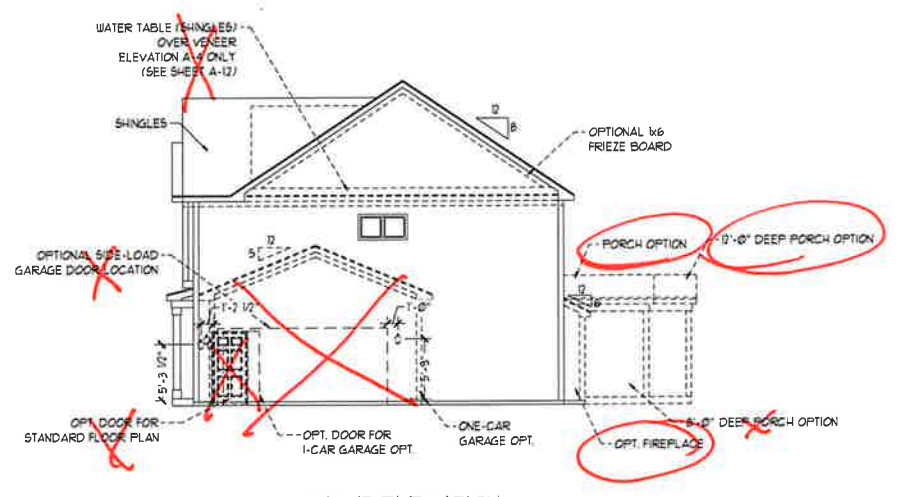 WATER TABLE (SHINGLES)
OVER VENEER
ELEVATION A-4 ONLY
(SEE SHEET A-12)
SHINGLES
12
8
OPTIONAL 1x6
FRIEZE BOARD
PORCH OPTION
12'-0" DEEP PORCH OPTION
OPTIONAL SIDE-LOAD
GARAGE DOOR LOCATION
12
5
12
1'-2 1/2"
1'-0"
5'-3 1/2"
5'-9"
OPT. DOOR FOR
STANDARD FLOOR PLAN
OPT. DOOR FOR
1-CAR GARAGE OPT.
ONE-CAR
GARAGE OPT.
OPT. FIREPLACE
DEEP PORCH OPTION